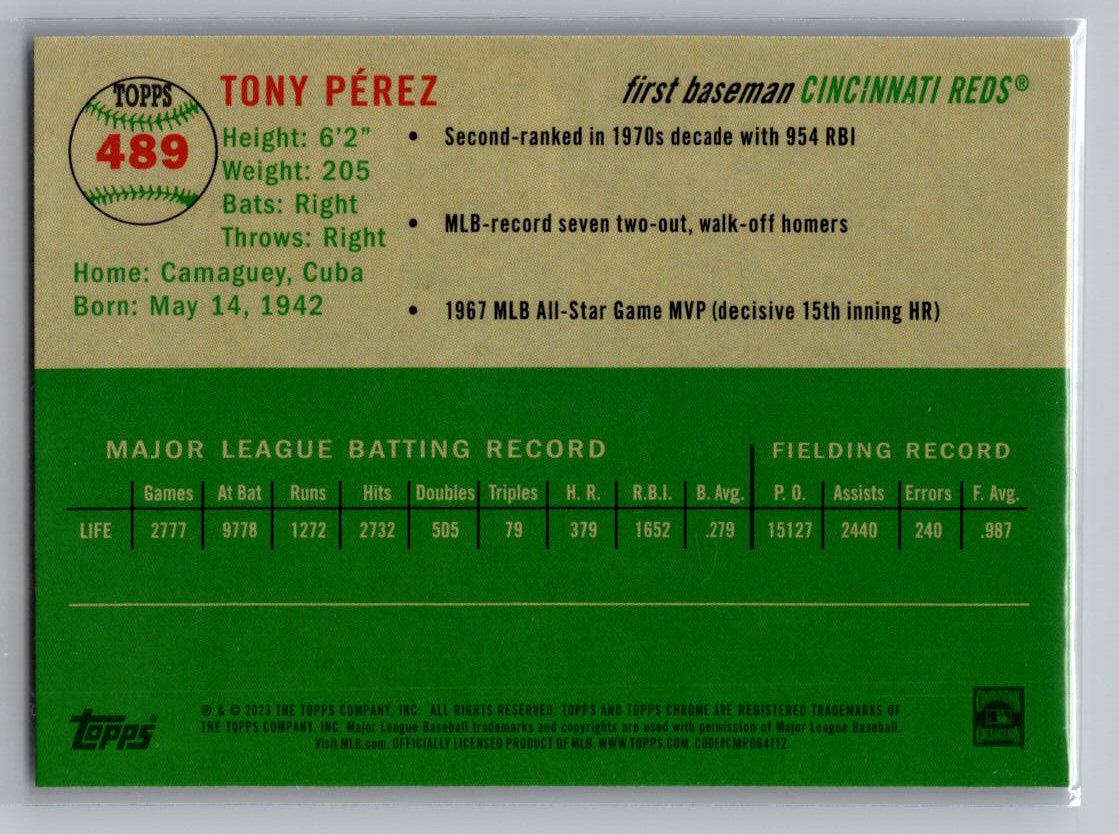 TOPPS
489
TONY PÉREZ
first baseman CINCINNATI REDS®
Height: 6'2"
Weight: 205
Bats: Right
Throws: Right
Home: Camaguey, Cuba
Born: May 14, 1942
• Second-ranked in 1970s decade with 954 RBI
• MLB-record seven two-out, walk-off homers
• 1967 MLB All-Star Game MVP (decisive 15th inning HR)
MAJOR LEAGUE BATTING RECORD FIELDING RECORD
Games At Bat Runs Hits Doubles Triples H. R. R.B.I. B. Avg. P. O. Assists Errors F. Avg.
LIFE 2777 9778 1272 2732 505 79 379 1652 .279 15127 2440 240 .987
topps®
® & © 2023 THE TOPPS COMPANY, INC. ALL RIGHTS RESERVED. TOPPS AND TOPPS CHROME ARE REGISTERED TRADEMARKS OF
THE TOPPS COMPANY, INC. Major League Baseball trademarks and copyrights are used with permission of Major League Baseball.
Visit MLB.com. OFFICIALLY LICENSED PRODUCT OF MLB. WWW.TOPPS.COM. CODE#CMP064112